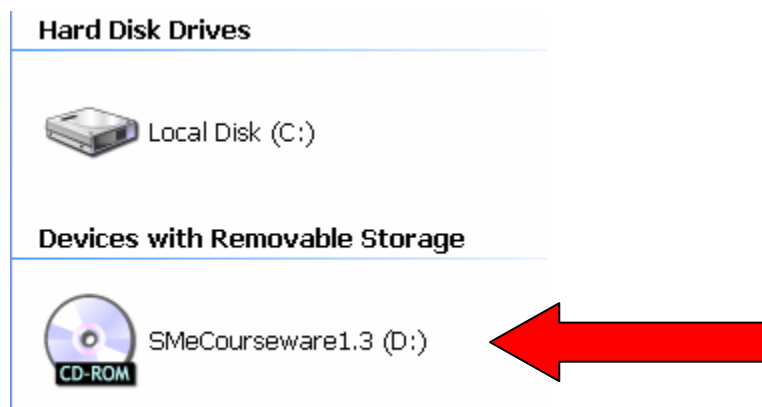 Hard Disk Drives
Local Disk (C:)
Devices with Removable Storage
SMeCourseware1.3 (D:)
CD-ROM